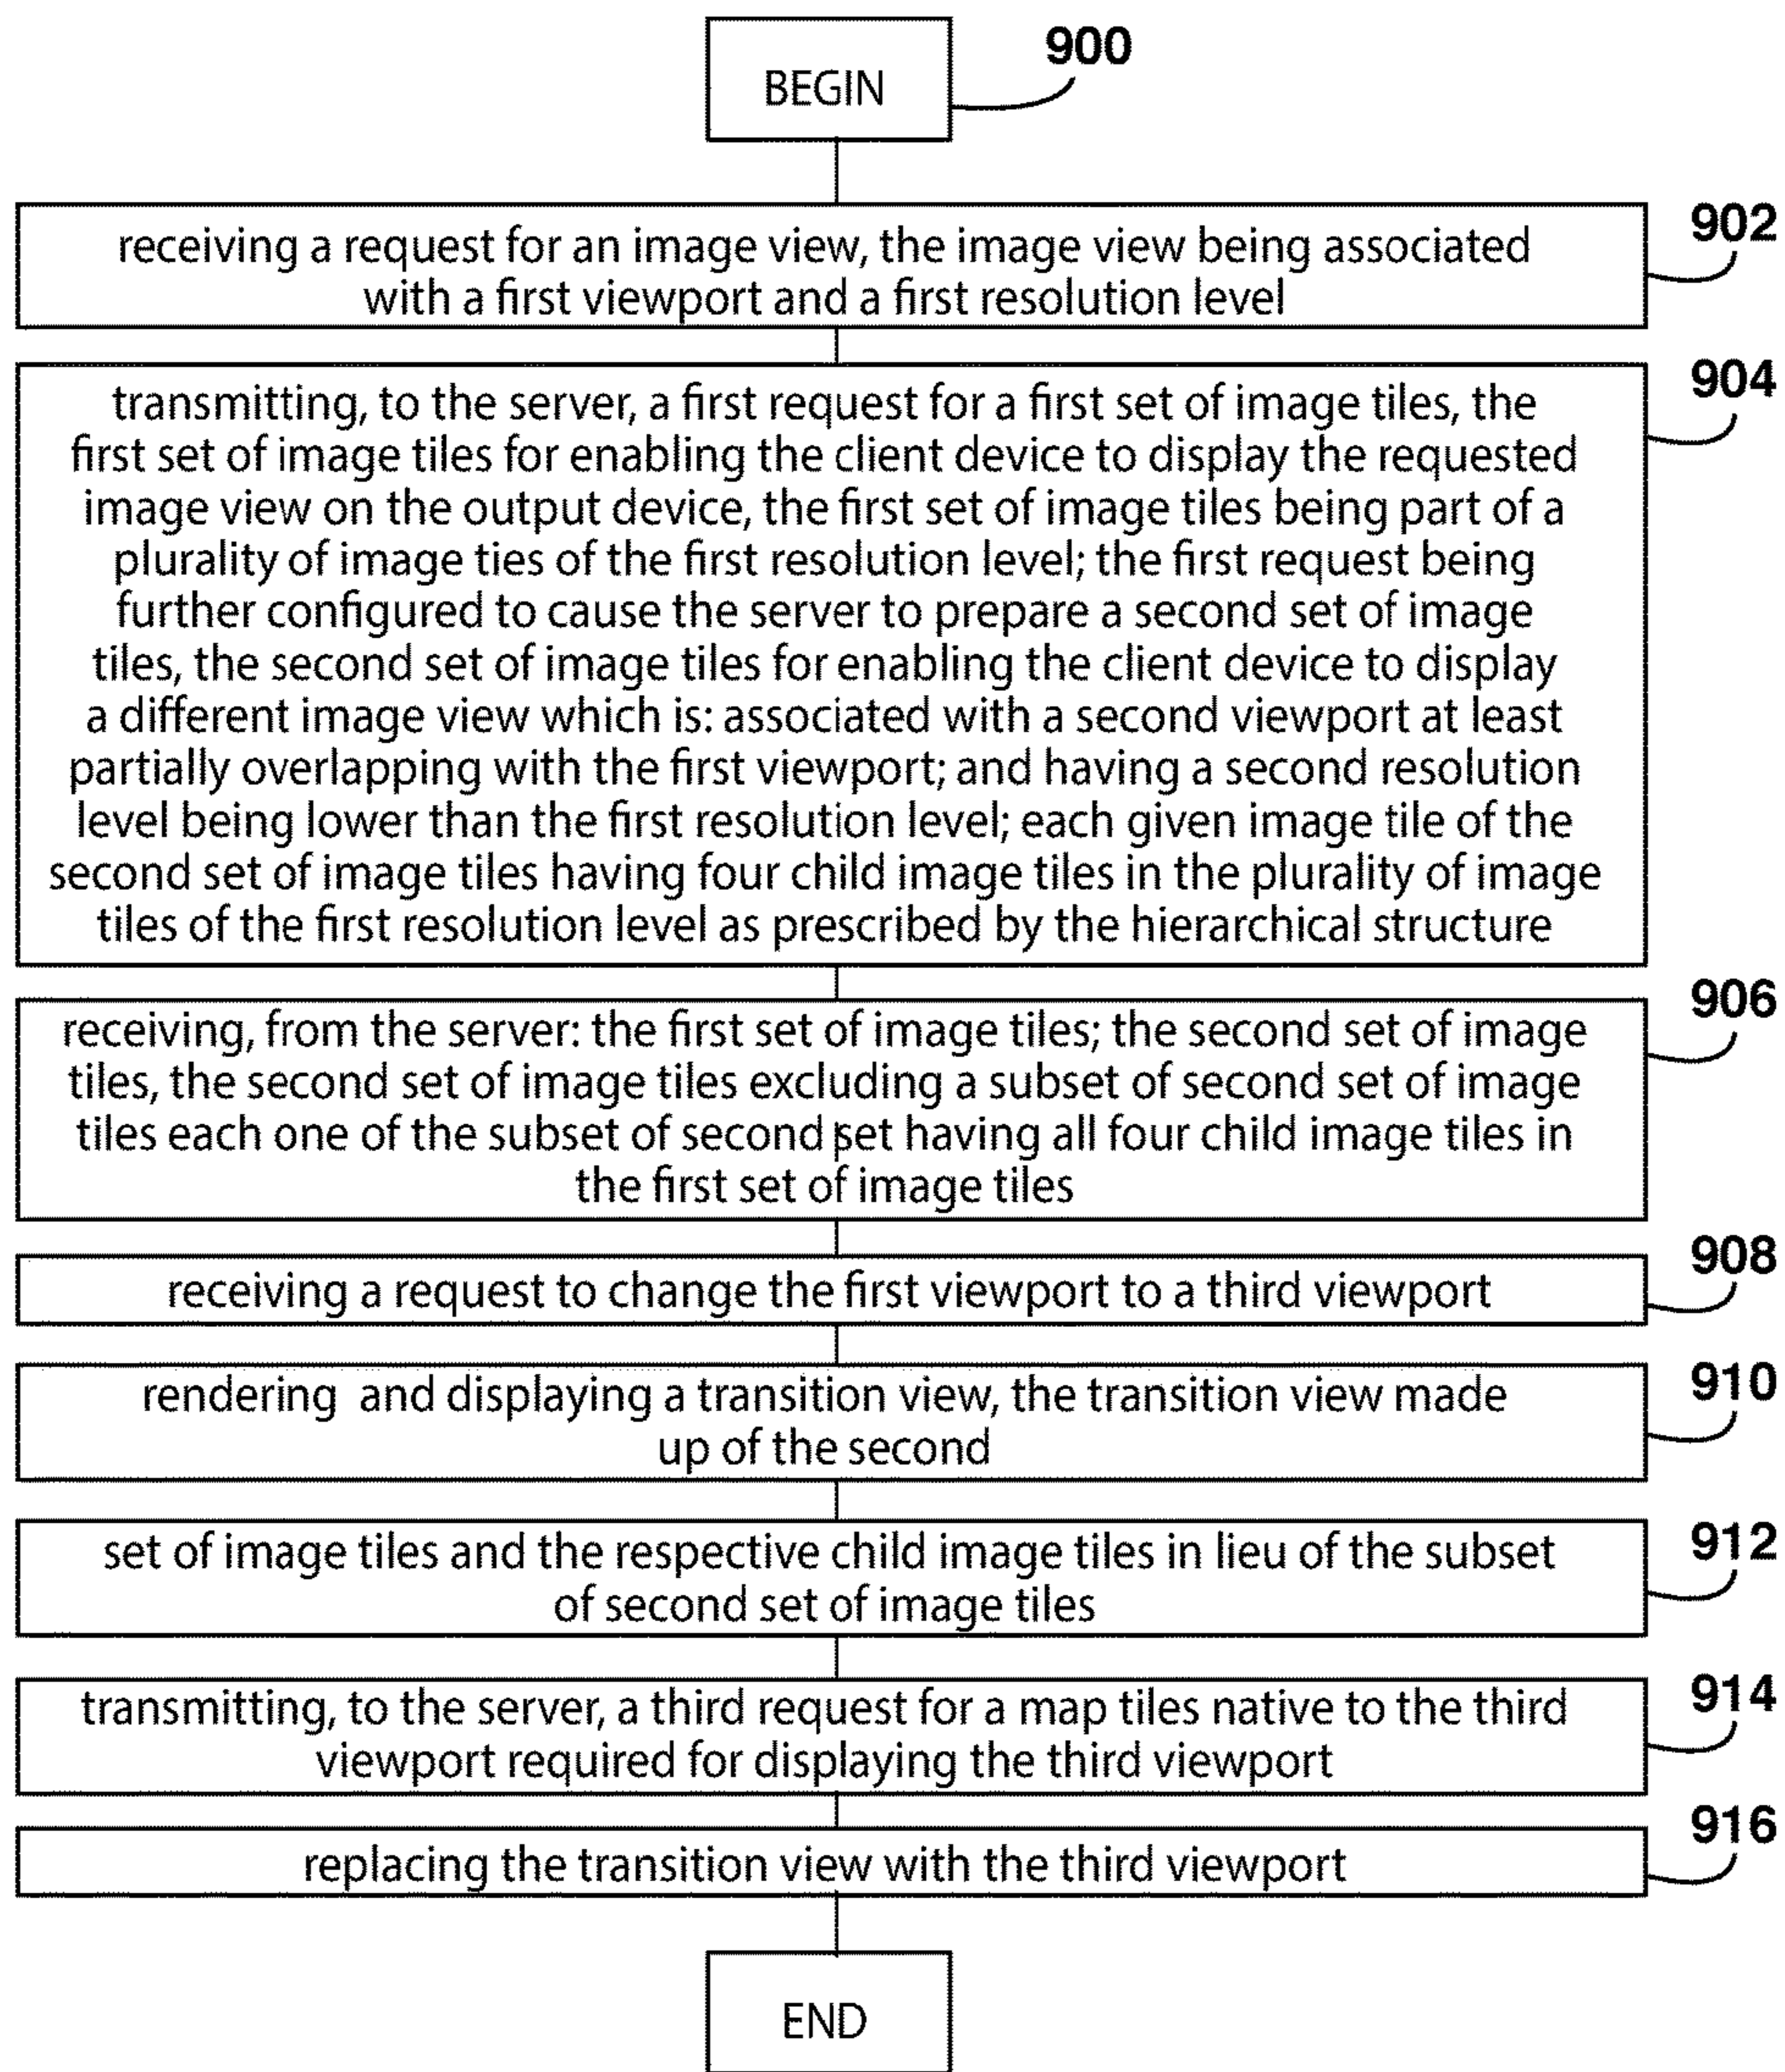 900
BEGIN
902
receiving a request for an image view, the image view being associated
with a first viewport and a first resolution level
904
transmitting, to the server, a first request for a first set of image tiles, the
first set of image tiles for enabling the client device to display the requested
image view on the output device, the first set of image tiles being part of a
plurality of image ties of the first resolution level; the first request being
further configured to cause the server to prepare a second set of image
tiles, the second set of image tiles for enabling the client device to display
a different image view which is: associated with a second viewport at least
partially overlapping with the first viewport; and having a second resolution
level being lower than the first resolution level; each given image tile of the
second set of image tiles having four child image tiles in the plurality of image
tiles of the first resolution level as prescribed by the hierarchical structure
906
receiving, from the server: the first set of image tiles; the second set of image
tiles, the second set of image tiles excluding a subset of second set of image
tiles each one of the subset of second set having all four child image tiles in
the first set of image tiles
908
receiving a request to change the first viewport to a third viewport
910
rendering and displaying a transition view, the transition view made
up of the second
912
set of image tiles and the respective child image tiles in lieu of the subset
of second set of image tiles
914
transmitting, to the server, a third request for a map tiles native to the third
viewport required for displaying the third viewport
916
replacing the transition view with the third viewport
END